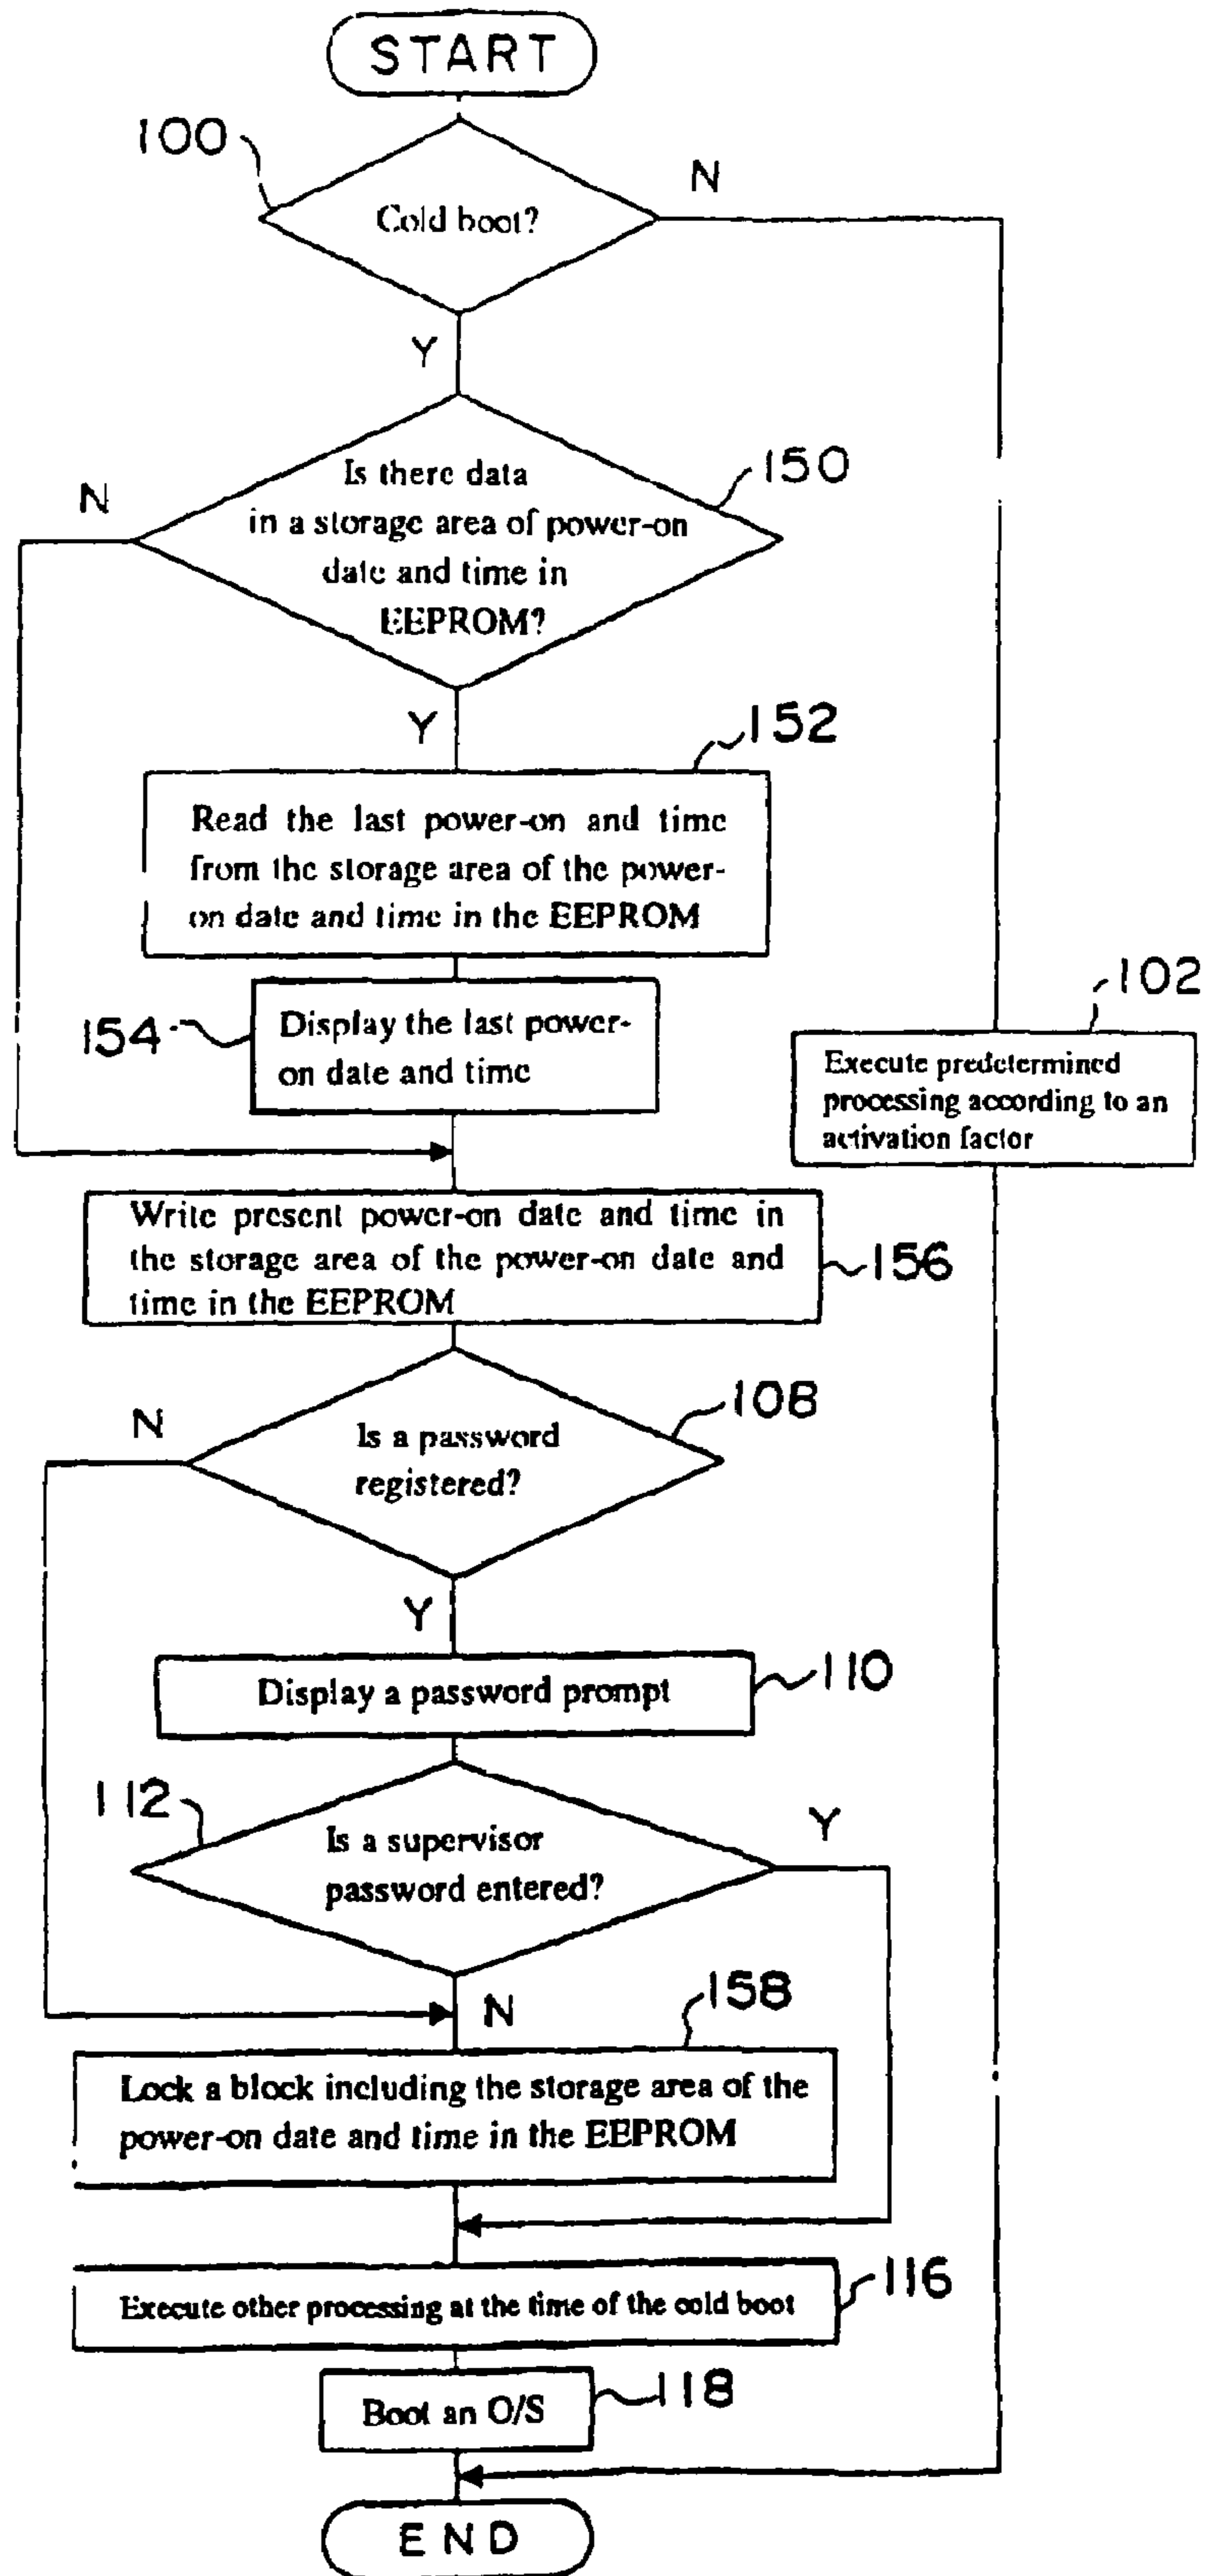 START
100
N
Cold boot?
Y
Is there data
150
N
in a storage area of power-on
date and time in
EEPROM?
Y
152
Read the last power-on and time
from the storage area of the power-
on date and time in the EEPROM
102
154
Display the last power-
on date and time
Execute predetermined
processing according to an
activation factor
Write present power-on date and time in
the storage area of the power-on date and
time in the EEPROM
156
108
N
Is a password
registered?
Y
Display a password prompt
110
112
Y
Is a supervisor
password entered?
N
158
Lock a block including the storage area of the
power-on date and time in the EEPROM
Execute other processing at the time of the cold boot
116
Boot an O/S
118
END